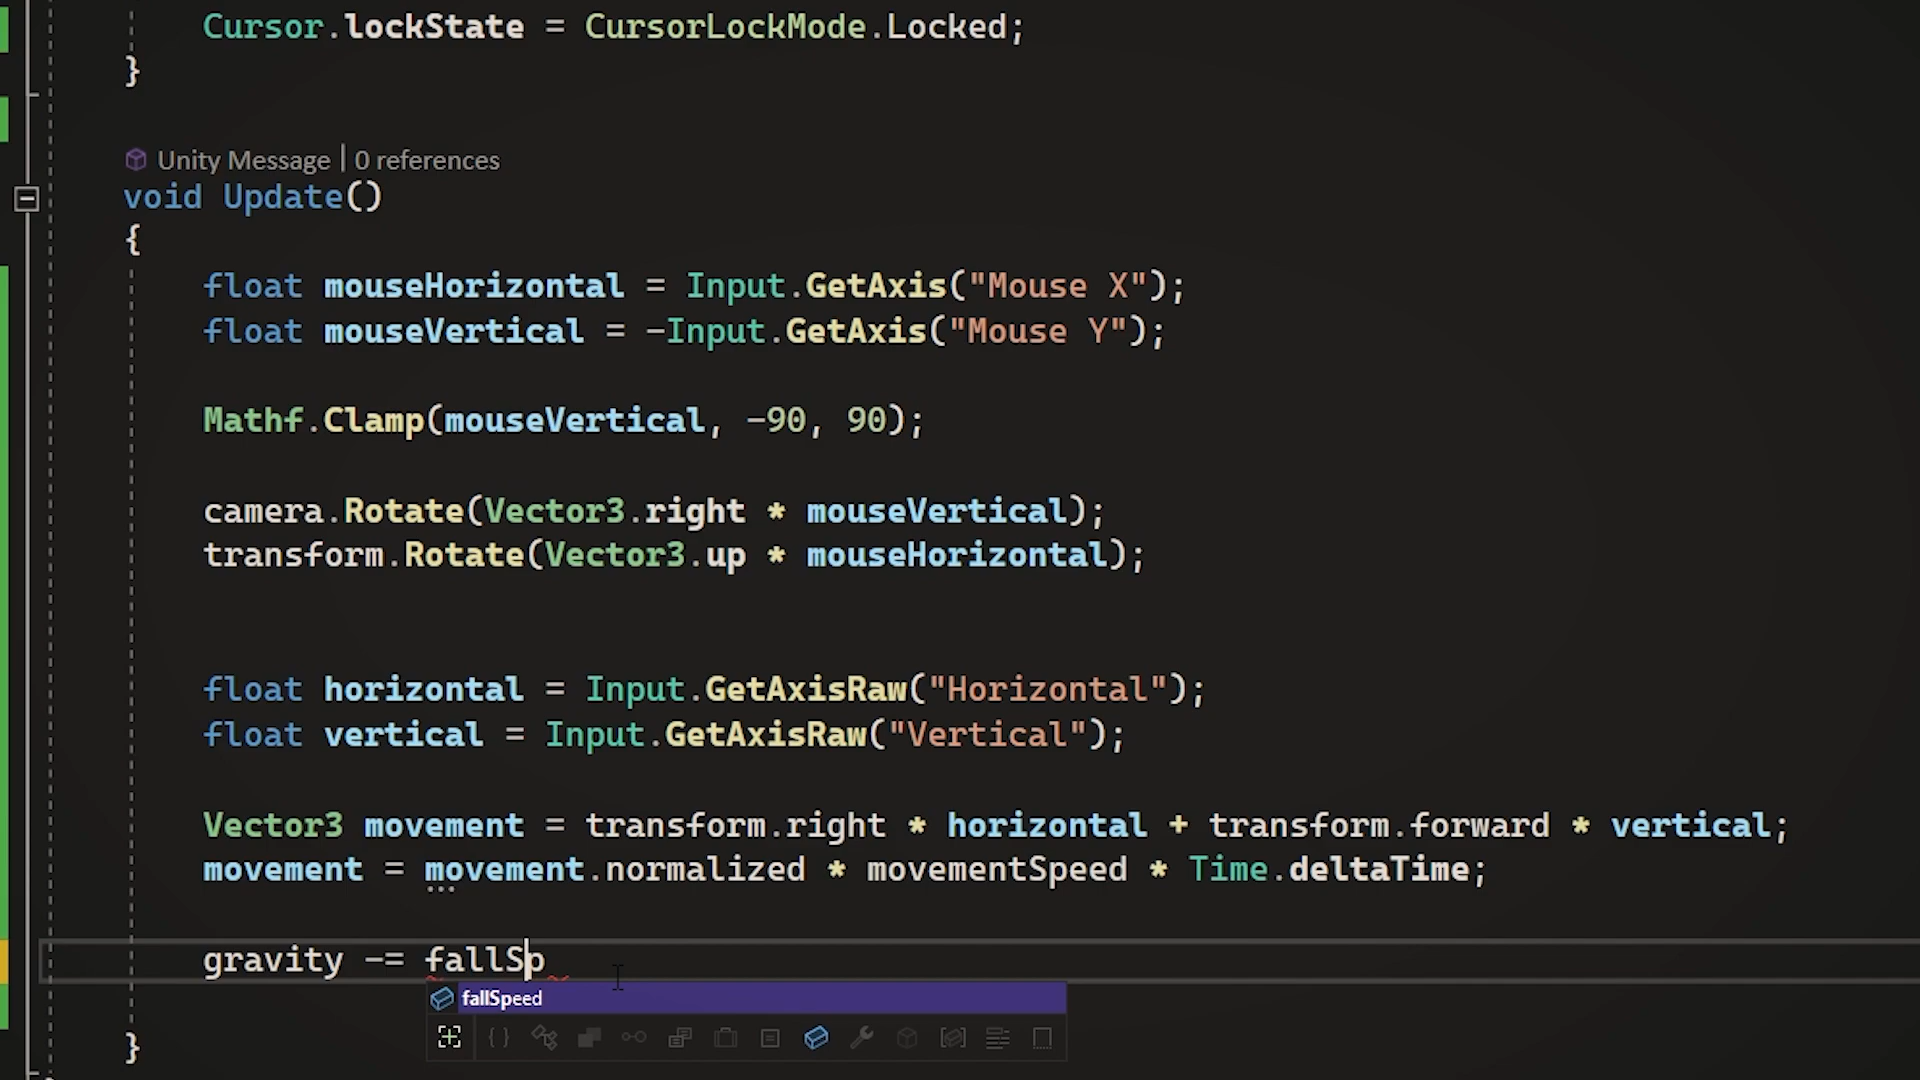 Cursor.lockState = CursorLockMode.Locked;
}
Unity Message | 0 references
void Update()
{
float mouseHorizontal = Input.GetAxis("Mouse X");
float mouseVertical = -Input.GetAxis("Mouse Y");
Mathf.Clamp(mouseVertical, -90, 90);
camera.Rotate(Vector3.right * mouseVertical);
transform.Rotate(Vector3.up * mouseHorizontal);
float horizontal = Input.GetAxisRaw("Horizontal");
float vertical = Input.GetAxisRaw("Vertical");
Vector3 movement = transform.right * horizontal + transform.forward * vertical;
movement = movement.normalized * movementSpeed * Time.deltaTime;
gravity -= fallSp
fallSpeed
}